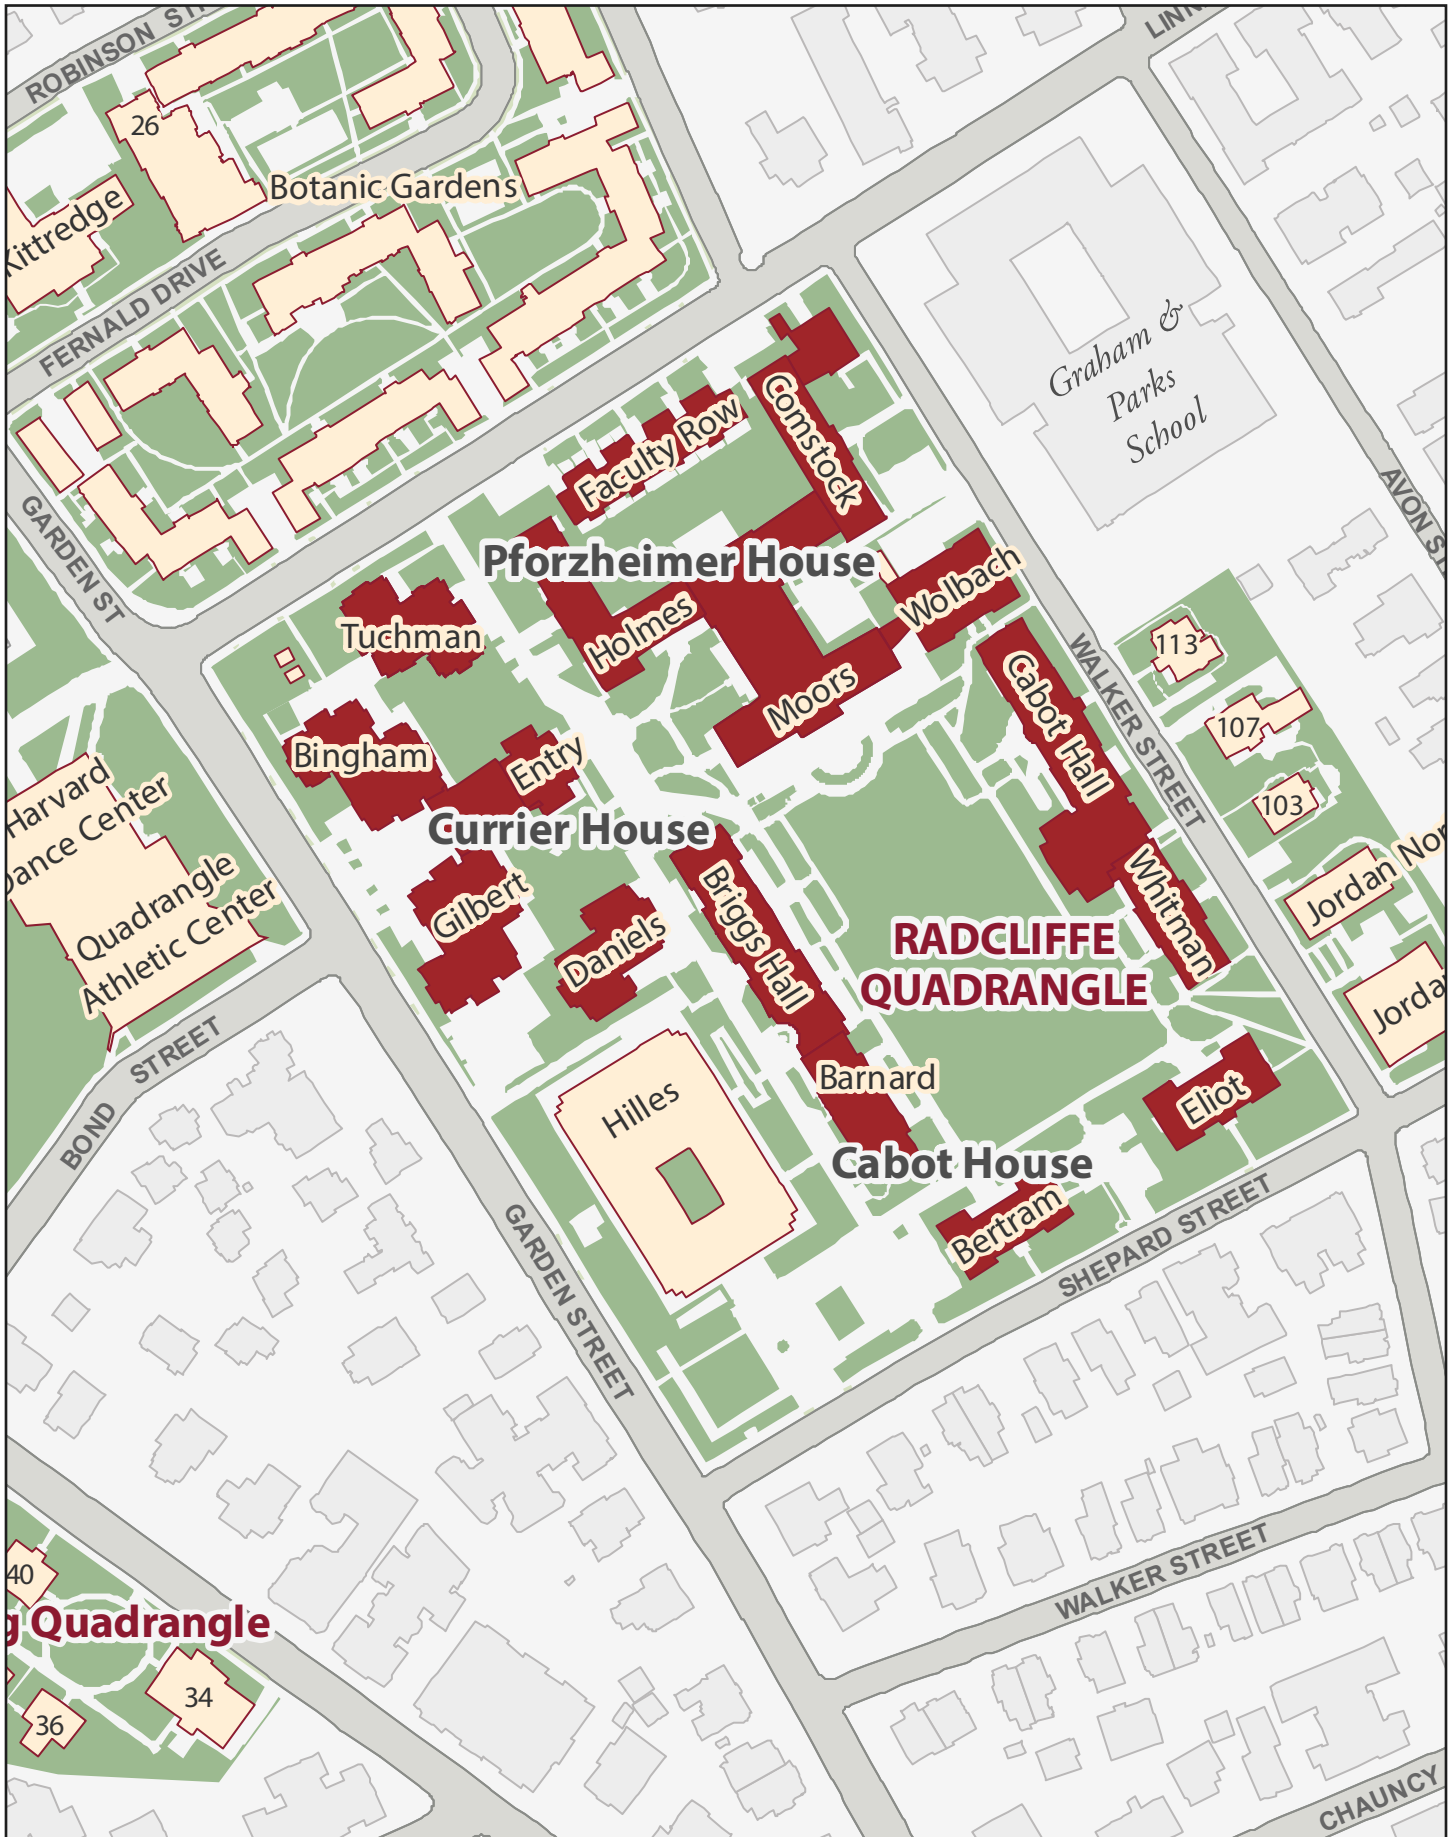 ROBINSON
LINN
26
Botanic Gardens
Kittredge
FERNALD DRIVE
Graham &
Parks
School
Comstock
Faculty Row
GARDEN ST
AVON
Pforzheimer House
Wolbach
Holmes
Tuchman
113
WALKER STREET
Cabot Hall
Moors
107
Bingham
Entry
103
Harvard
Dance Center
Currier House
Jordan Nor
Quadrangle
Athletic Center
Gilbert
Briggs Hall
Whitman
Daniels
RADCLIFFE
QUADRANGLE
Jorda
BOND STREET
Barnard
Hilles
Eliot
Cabot House
Bertram
SHEPARD STREET
GARDEN STREET
WALKER STREET
40
g Quadrangle
34
36
CHAUNCY